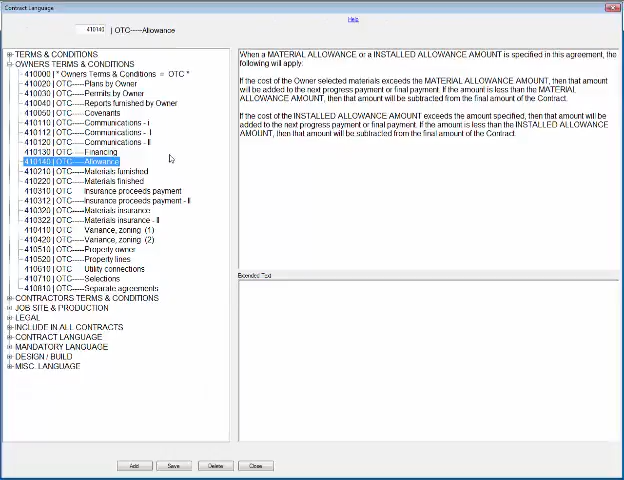 Contract Language
Help
410140 | OTC-----Allowance
TERMS & CONDITIONS
OWNERS TERMS & CONDITIONS
410000 | * Owners Terms & Conditions = OTC *
410020 | OTC-----Plans by Owner
410030 | OTC-----Permits by Owner
410040 | OTC-----Reports furnished by Owner
410050 | OTC-----Covenants
410110 | OTC-----Communications - i
410112 | OTC-----Communications - I
410120 | OTC-----Communications - II
410130 | OTC-----Financing
410140 | OTC-----Allowance
410210 | OTC-----Materials furnished
410220 | OTC-----Materials finished
410310 | OTC Insurance proceeds payment
410312 | OTC-----Insurance proceeds payment - II
410320 | OTC-----Materials insurance
410322 | OTC-----Materials insurance - II
410410 | OTC Variance, zoning (1)
410420 | OTC-----Variance, zoning (2)
410510 | OTC-----Property owner
410520 | OTC-----Property lines
410610 | OTC Utility connections
410710 | OTC-----Selections
410810 | OTC-----Separate agreements
CONTRACTORS TERMS & CONDITIONS
JOB SITE & PRODUCTION
LEGAL
INCLUDE IN ALL CONTRACTS
CONTRACT LANGUAGE
MANDATORY LANGUAGE
DESIGN / BUILD
MISC. LANGUAGE
When a MATERIAL ALLOWANCE or a INSTALLED ALLOWANCE AMOUNT is specified in this agreement, the
following will apply:
If the cost of the Owner selected materials exceeds the MATERIAL ALLOWANCE AMOUNT, then that amount
will be added to the next progress payment or final payment. If the amount is less than the MATERIAL
ALLOWANCE AMOUNT, then that amount will be subtracted from the final amount of the Contract.
If the cost of the INSTALLED ALLOWANCE AMOUNT exceeds the amount specified, then that amount will be
added to the next progress payment or final payment. If the amount is less than the INSTALLED ALLOWANCE
AMOUNT, then that amount will be subtracted from the final amount of the Contract.
Extended Text
Add
Save
Delete
Close